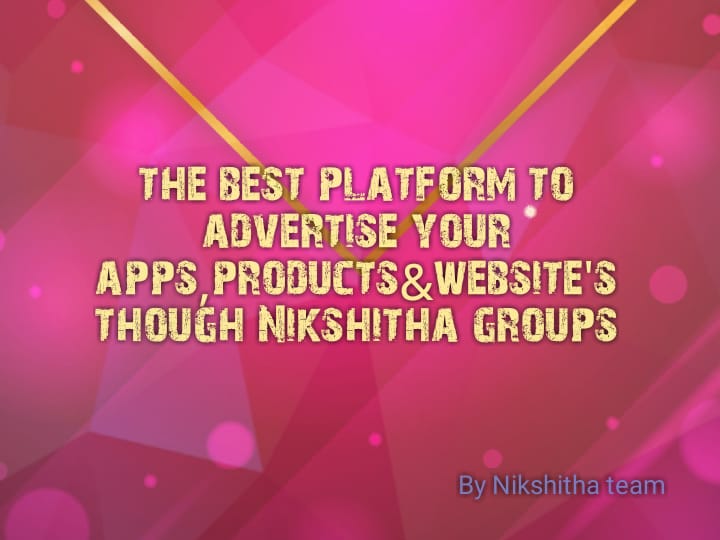 THE BEST PLATFORM TO
ADVERTISE YOUR
APPS,PRODUCTS&WEBSITE'S
THOUGH NIKSHITHA GROUPS
By Nikshitha team